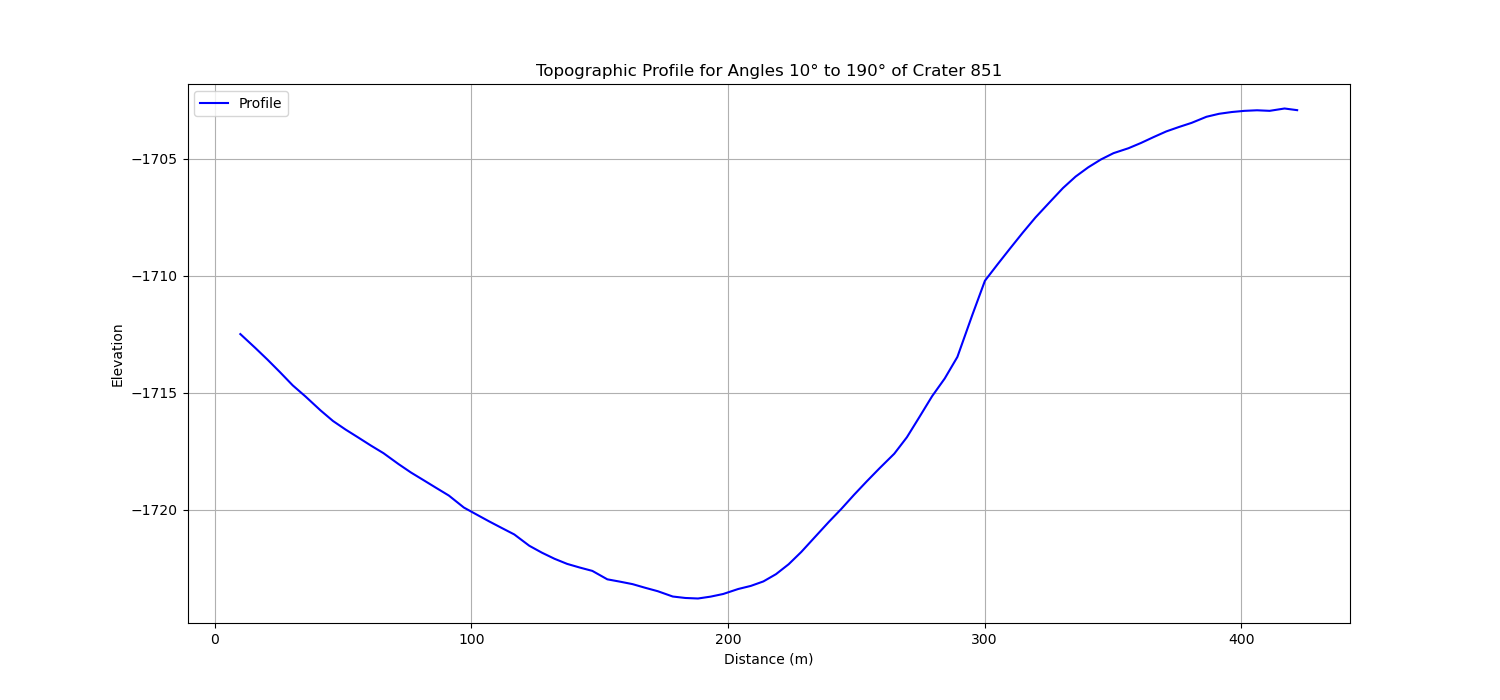 Topographic Profile for Angles 10° to 190° of Crater 851
Profile
−1705
−1710
−1715
−1720
Elevation
0 100 200 300 400
Distance (m)